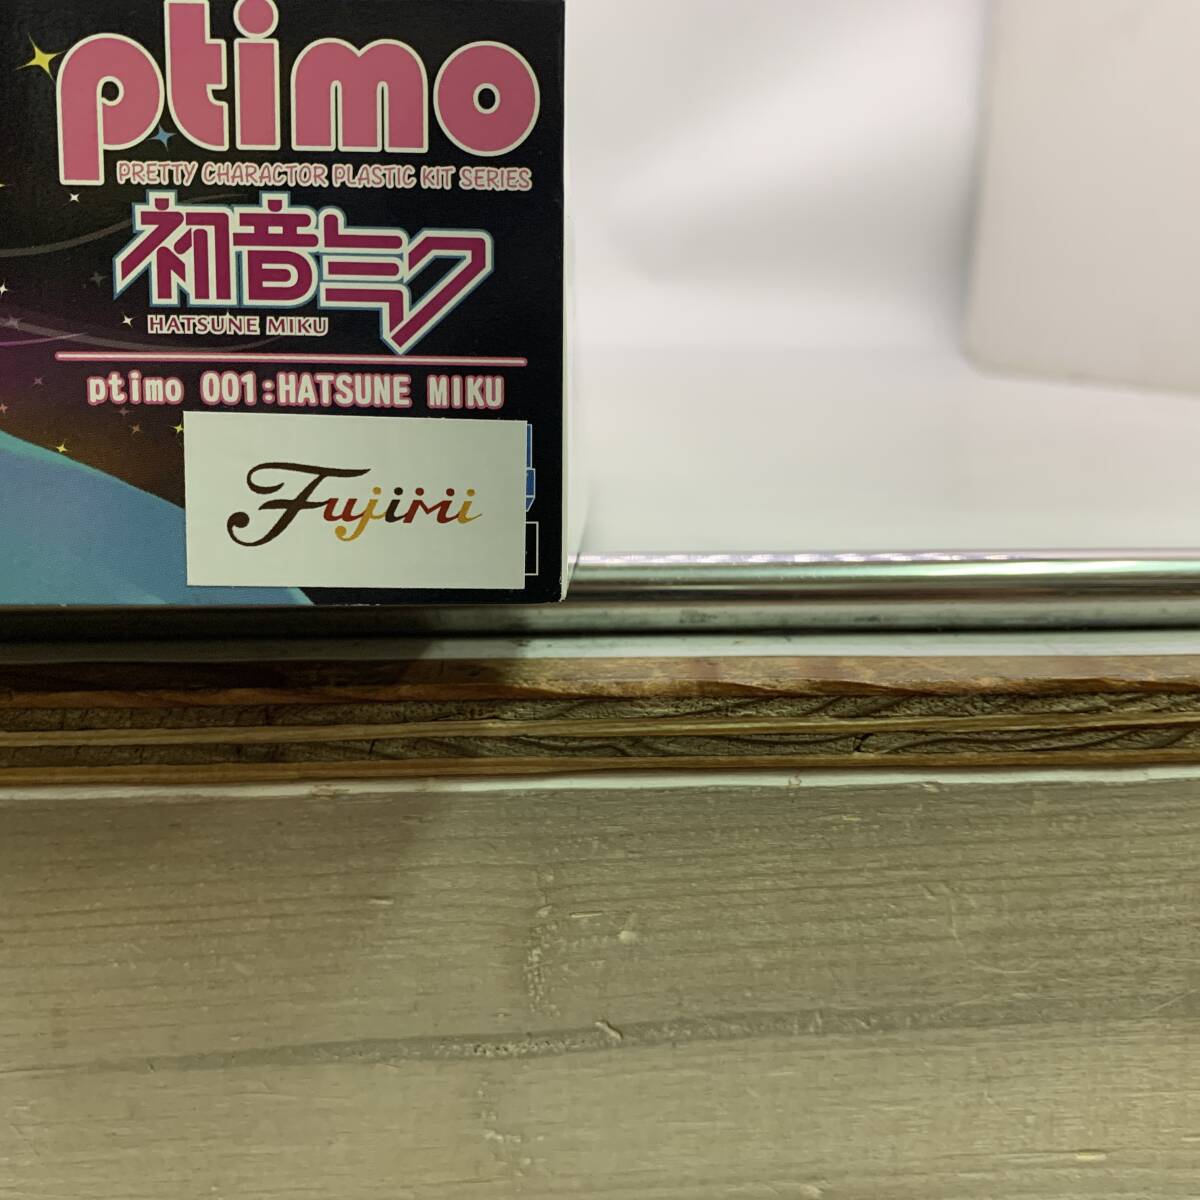 ptimo
PRETTY CHARACTOR PLASTIC KIT SERIES
初音ミク
HATSUNE MIKU
ptimo 001:HATSUNE MIKU
Fujimi